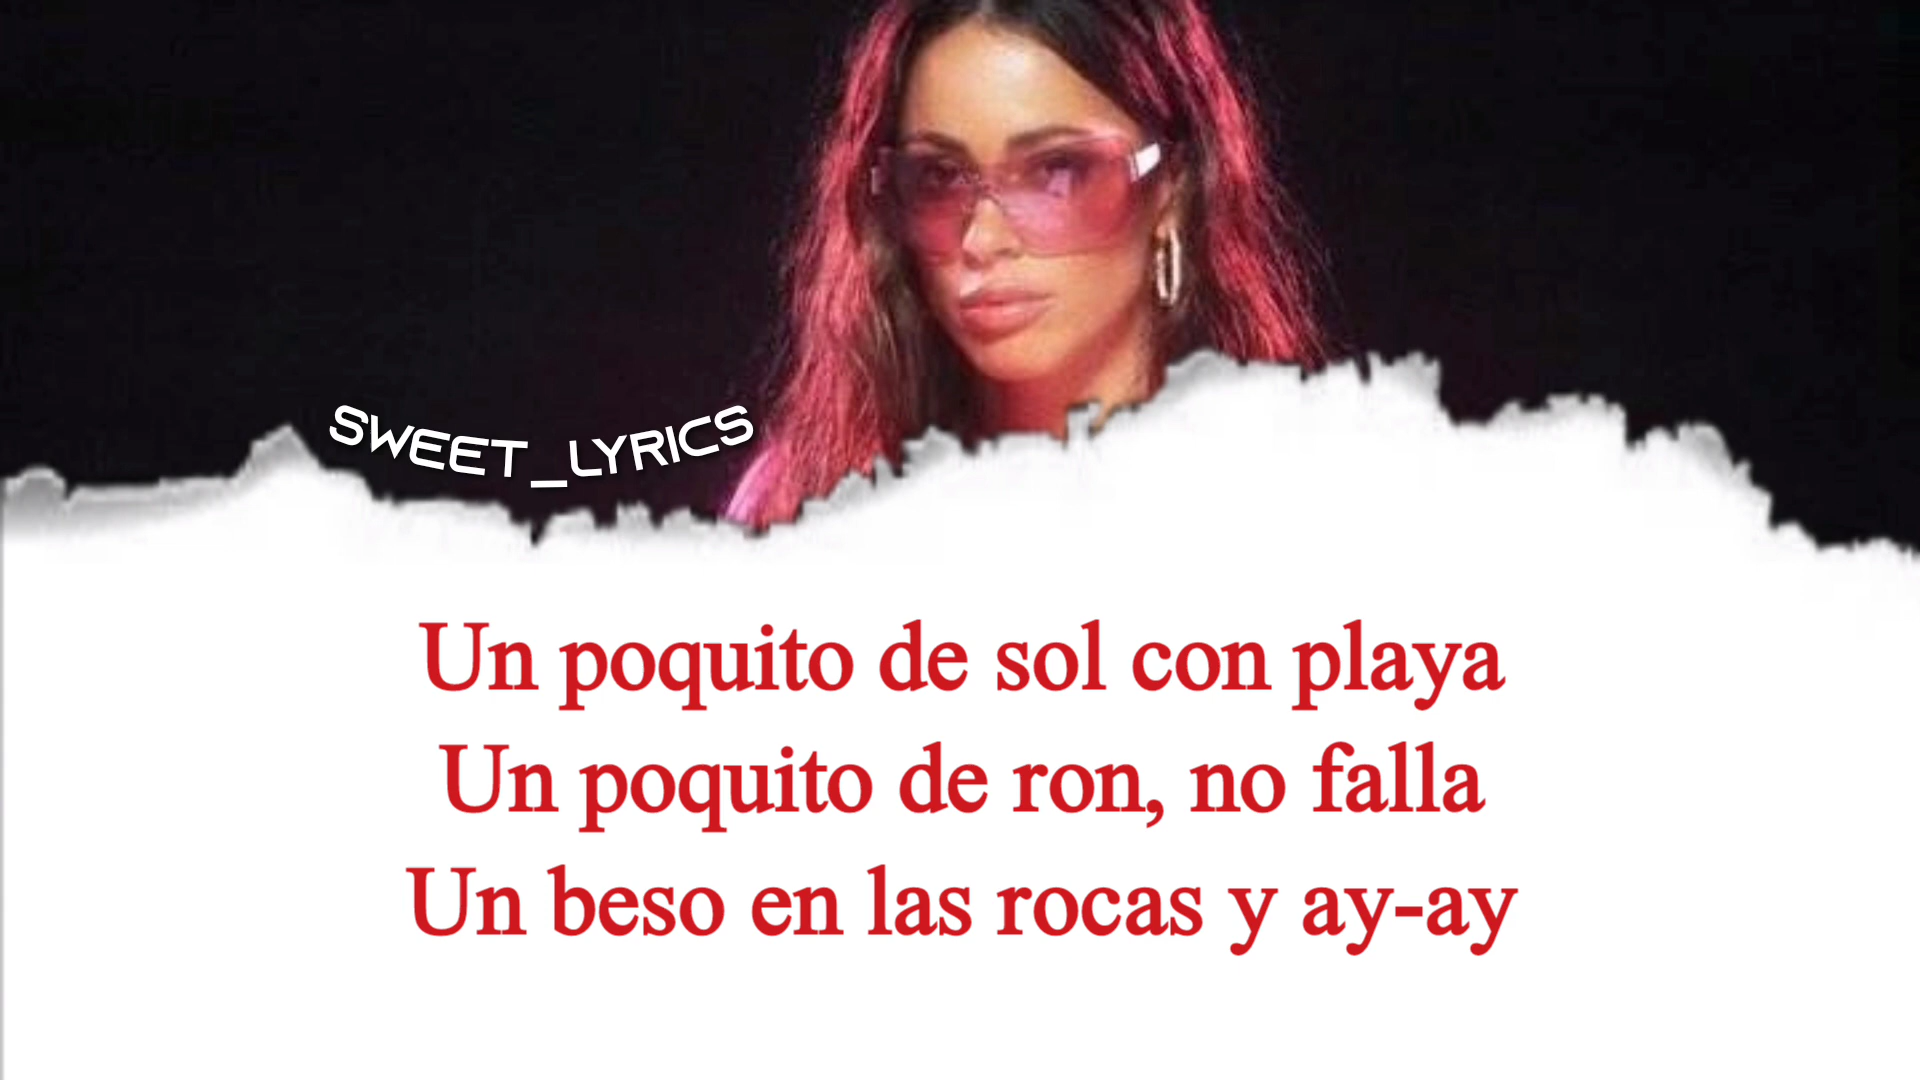 SWEET_LYRICS
Un poquito de sol con playa
Un poquito de ron, no falla
Un beso en las rocas y ay-ay